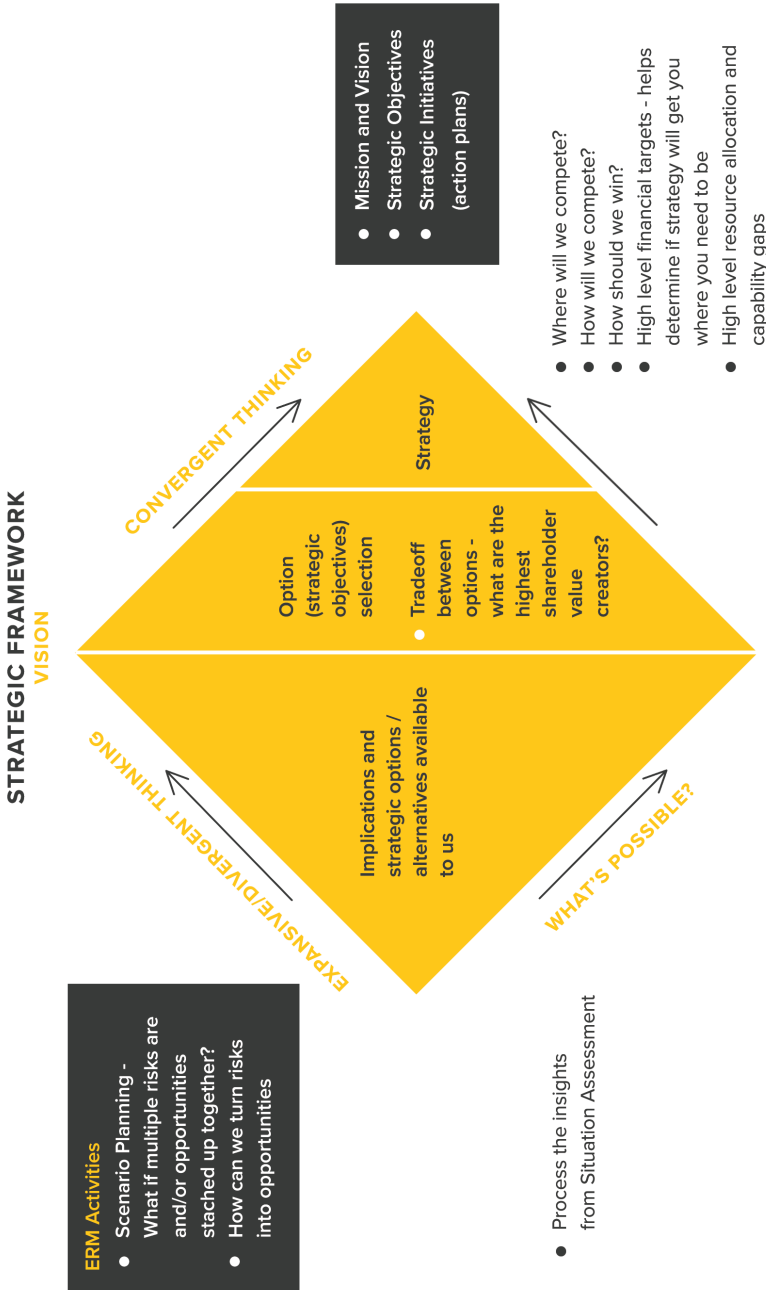 STRATEGIC FRAMEWORK
VISION
ERM Activities
Scenario Planning -
What if multiple risks are
and/or opportunities
stached up together?
How can we turn risks
into opportunities
EXPANSIVE/DIVERGENT THINKING
CONVERGENT THINKING
Mission and Vision
Strategic Objectives
Strategic Initiatives
(action plans)
Implications and
strategic options /
alternatives available
to us
Option
(strategic
objectives)
selection
Tradeoff
between
options -
what are the
highest
shareholder
value
creators?
Strategy
WHAT'S POSSIBLE?
Process the insights
from Situation Assessment
Where will we compete?
How will we compete?
How should we win?
High level financial targets - helps
determine if strategy will get you
where you need to be
High level resource allocation and
capability gaps